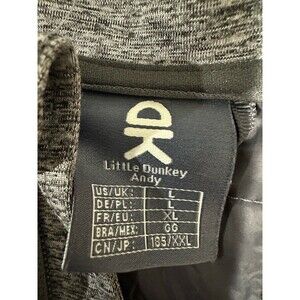 DK
Little Donkey
Andy
US/UK: L
DE/PL: L
FR/EU: XL
BRA/MEX: GG
CN/JP: 185/XXL